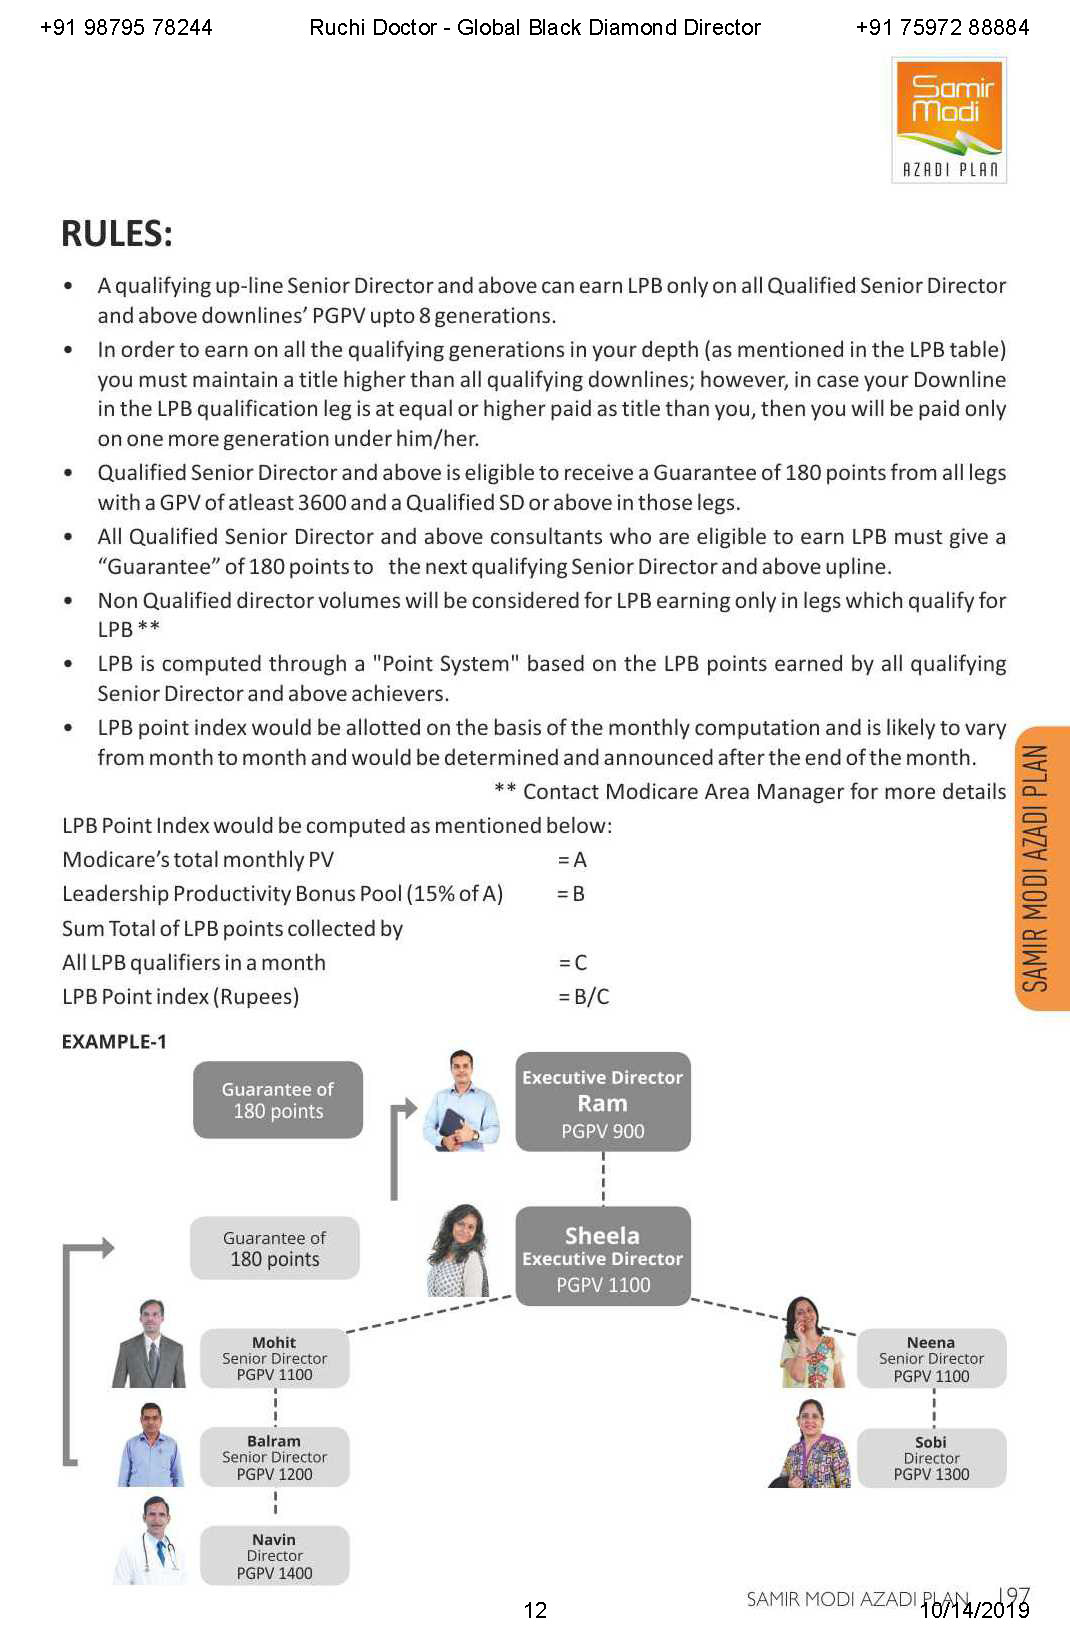 +91 98795 78244 Ruchi Doctor - Global Black Diamond Director +91 75972 88884
Samir
Modi
AZADI PLAN
RULES:
• A qualifying up-line Senior Director and above can earn LPB only on all Qualified Senior Director
and above downlines’ PGPV upto 8 generations.
• In order to earn on all the qualifying generations in your depth (as mentioned in the LPB table)
you must maintain a title higher than all qualifying downlines; however, in case your Downline
in the LPB qualification leg is at equal or higher paid as title than you, then you will be paid only
on one more generation under him/her.
• Qualified Senior Director and above is eligible to receive a Guarantee of 180 points from all legs
with a GPV of atleast 3600 and a Qualified SD or above in those legs.
• All Qualified Senior Director and above consultants who are eligible to earn LPB must give a
“Guarantee” of 180 points to the next qualifying Senior Director and above upline.
• Non Qualified director volumes will be considered for LPB earning only in legs which qualify for
LPB **
• LPB is computed through a "Point System" based on the LPB points earned by all qualifying
Senior Director and above achievers.
• LPB point index would be allotted on the basis of the monthly computation and is likely to vary
from month to month and would be determined and announced after the end of the month.
** Contact Modicare Area Manager for more details
LPB Point Index would be computed as mentioned below:
Modicare’s total monthly PV = A
Leadership Productivity Bonus Pool (15% of A) = B
Sum Total of LPB points collected by
All LPB qualifiers in a month = C
LPB Point index (Rupees) = B/C
SAMIR MODI AZADI PLAN
EXAMPLE-1
Guarantee of
180 points
Executive Director
Ram
PGPV 900
Guarantee of
180 points
Sheela
Executive Director
PGPV 1100
Mohit
Senior Director
PGPV 1100
Neena
Senior Director
PGPV 1100
Balram
Senior Director
PGPV 1200
Sobi
Director
PGPV 1300
Navin
Director
PGPV 1400
SAMIR MODI AZADI PLAN 197
12 10/14/2019